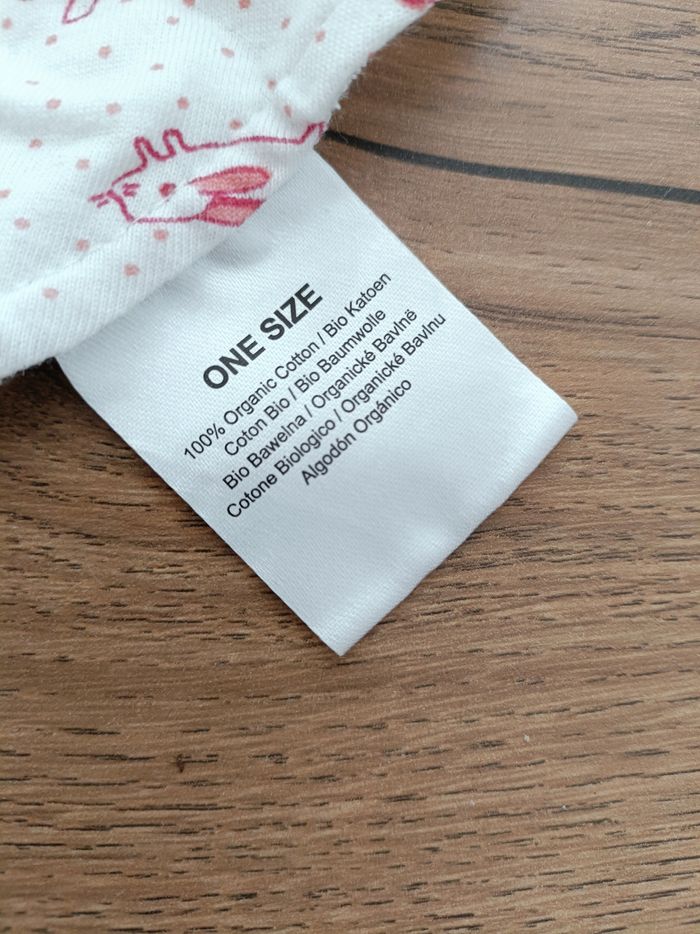 ONE SIZE
100% Organic Cotton / Bio Katoen
Coton Bio / Bio Baumwolle
Bio Bawelna / Organické Bavlně
Cotone Biologico / Organické Bavlnu
Algodón Orgánico